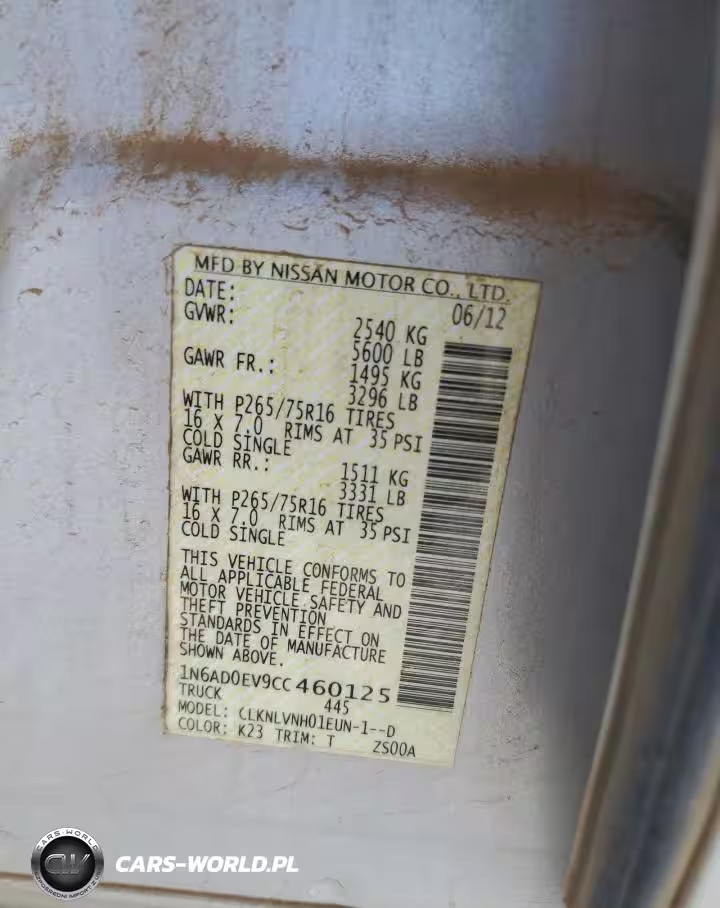 MFD BY NISSAN MOTOR CO., LTD.
DATE: 06/12
GVWR: 2540 KG
5600 LB
GAWR FR.: 1495 KG
3296 LB
WITH P265/75R16 TIRES
16 X 7.0 RIMS AT 35 PSI
COLD SINGLE
GAWR RR.: 1511 KG
3331 LB
WITH P265/75R16 TIRES
16 X 7.0 RIMS AT 35 PSI
COLD SINGLE
THIS VEHICLE CONFORMS TO
ALL APPLICABLE FEDERAL
MOTOR VEHICLE SAFETY AND
THEFT PREVENTION
STANDARDS IN EFFECT ON
THE DATE OF MANUFACTURE
SHOWN ABOVE.
1N6AD0EV9CC460125
TRUCK 445
MODEL: CLKNLVNH01EUN-1--D
COLOR: K23 TRIM: T ZS00A
CARS-WORLD
CW
CARS-WORLD.PL